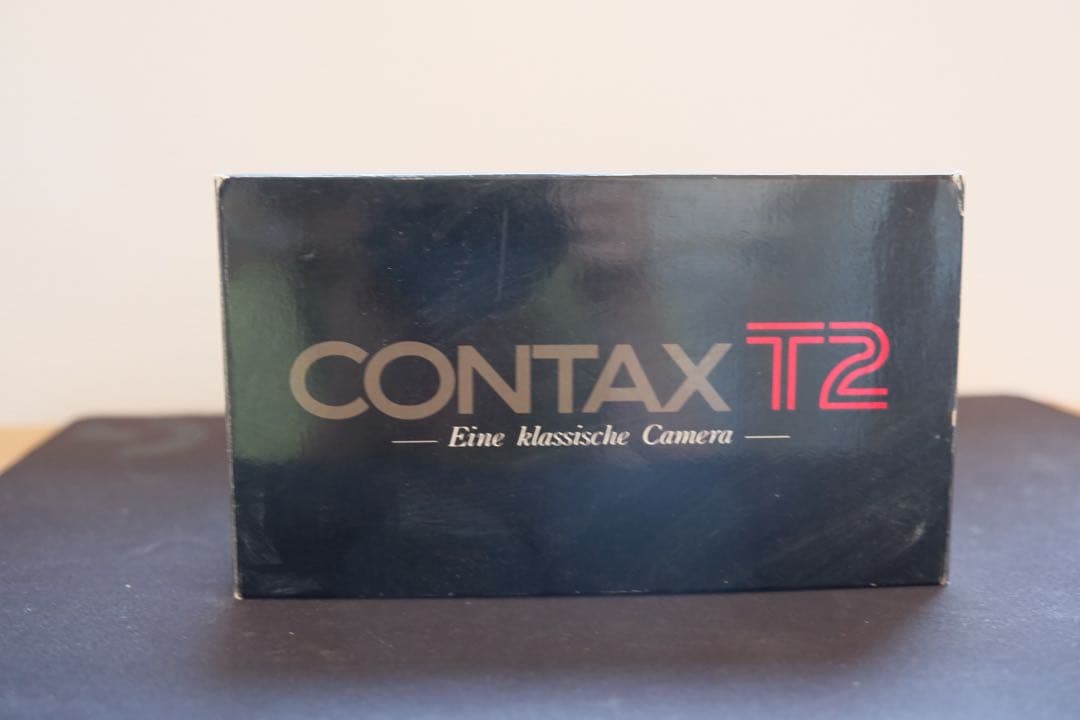 CONTAX T2
— Eine klassische Camera —